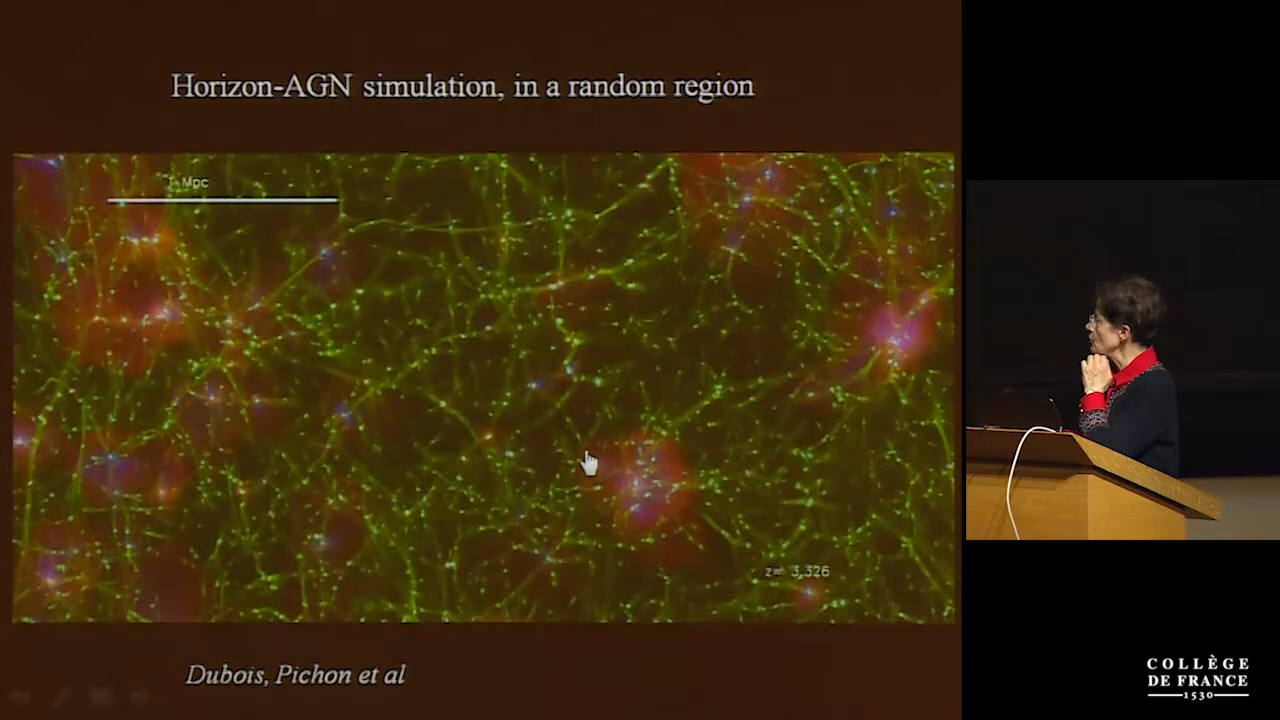 Horizon-AGN simulation, in a random region
1 Mpc
z= 3,326
Dubois, Pichon et al
COLLÈGE
DE FRANCE
1530